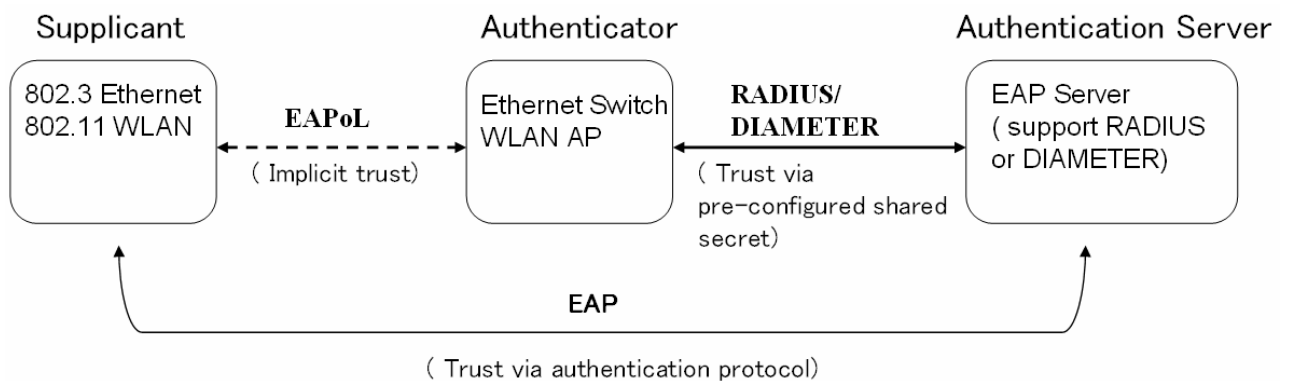 Supplicant
Authenticator
Authentication Server
802.3 Ethernet
802.11 WLAN
EAPoL
( Implicit trust)
Ethernet Switch
WLAN AP
RADIUS/
DIAMETER
( Trust via
pre-configured shared
secret)
EAP Server
( support RADIUS
or DIAMETER)
EAP
( Trust via authentication protocol)